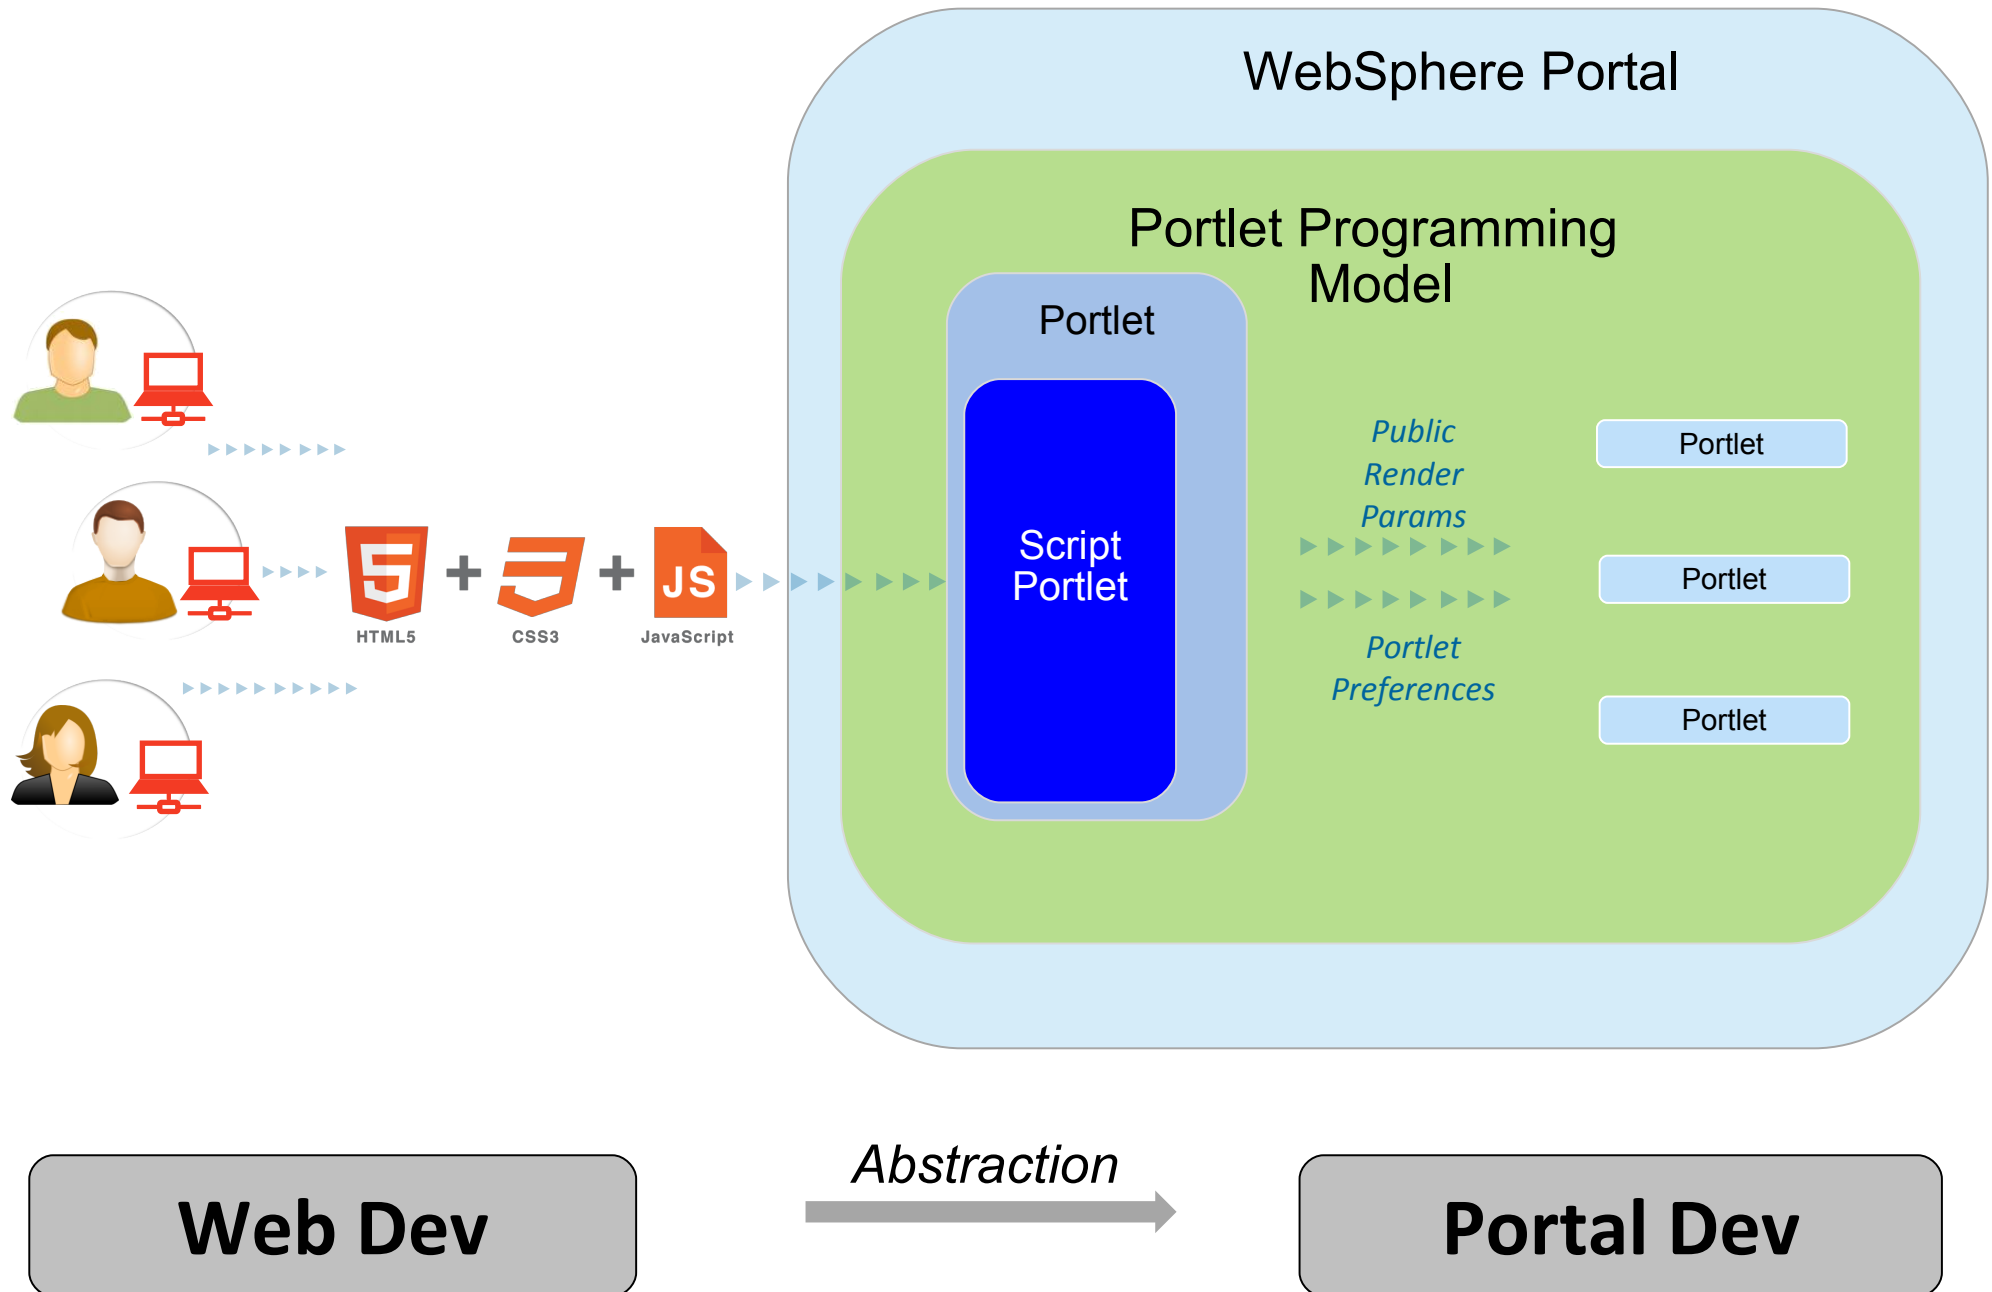 WebSphere Portal
Portlet Programming
Model
Portlet
Script
Portlet
Public
Render
Params
Portlet
Preferences
Portlet
Portlet
Portlet
5
JS
HTML5
CSS3
JavaScript
Abstraction
Web Dev
Portal Dev